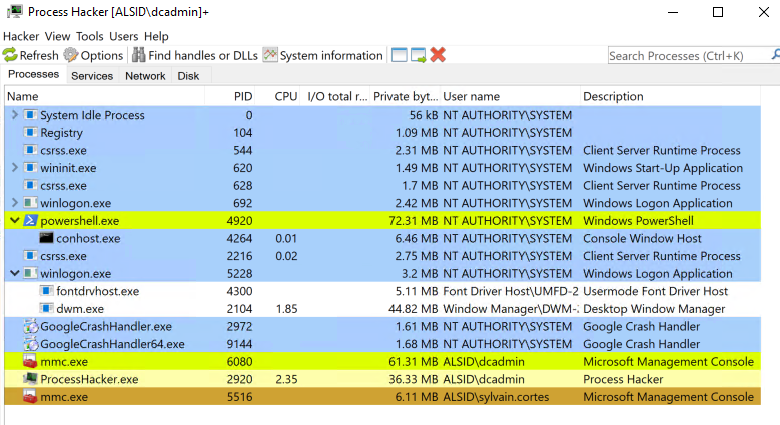 Process Hacker [ALSID\dcadmin]+
Hacker View Tools Users Help
Refresh Options Find handles or DLLs System information Search Processes (Ctrl+K)
Processes Services Network Disk
Name PID CPU I/O total r... Private byt... User name Description
System Idle Process 0 56 kB NT AUTHORITY\SYSTEM
Registry 104 1.09 MB NT AUTHORITY\SYSTEM
csrss.exe 544 2.31 MB NT AUTHORITY\SYSTEM Client Server Runtime Process
wininit.exe 620 1.49 MB NT AUTHORITY\SYSTEM Windows Start-Up Application
csrss.exe 628 1.7 MB NT AUTHORITY\SYSTEM Client Server Runtime Process
winlogon.exe 692 2.42 MB NT AUTHORITY\SYSTEM Windows Logon Application
powershell.exe 4920 72.31 MB NT AUTHORITY\SYSTEM Windows PowerShell
conhost.exe 4264 0.01 6.46 MB NT AUTHORITY\SYSTEM Console Window Host
csrss.exe 2216 0.02 2.75 MB NT AUTHORITY\SYSTEM Client Server Runtime Process
winlogon.exe 5228 3.2 MB NT AUTHORITY\SYSTEM Windows Logon Application
fontdrvhost.exe 4300 5.11 MB Font Driver Host\UMFD-2 Usermode Font Driver Host
dwm.exe 2104 1.85 44.82 MB Window Manager\DWM-2 Desktop Window Manager
GoogleCrashHandler.exe 2972 1.61 MB NT AUTHORITY\SYSTEM Google Crash Handler
GoogleCrashHandler64.exe 9144 1.68 MB NT AUTHORITY\SYSTEM Google Crash Handler
mmc.exe 6080 61.31 MB ALSID\dcadmin Microsoft Management Console
ProcessHacker.exe 2920 2.35 36.33 MB ALSID\dcadmin Process Hacker
mmc.exe 5516 6.11 MB ALSID\sylvain.cortes Microsoft Management Console